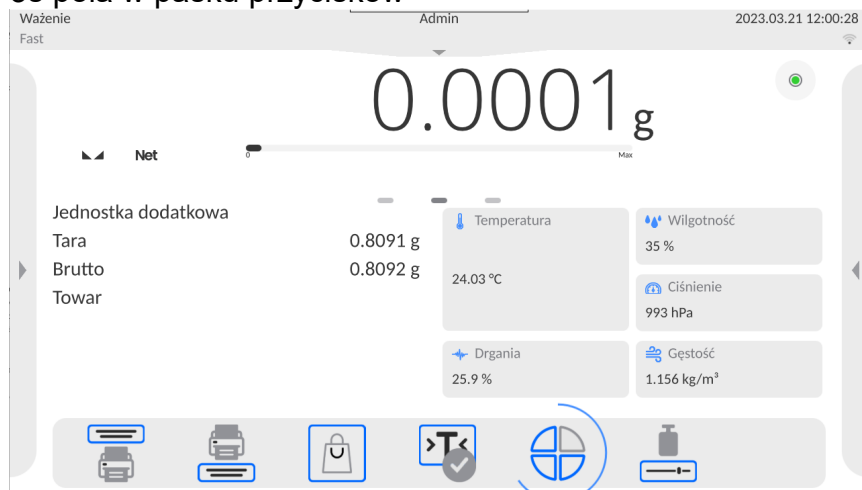 Ważenie Admin 2023.03.21 12:00:28
Fast
0.0001 g
Net 0 Max
Jednostka dodatkowa
Tara 0.8091 g
Brutto 0.8092 g
Towar
Temperatura
24.03 °C
Wilgotność
35 %
Ciśnienie
993 hPa
Drgania
25.9 %
Gęstość
1.156 kg/m³
>T<